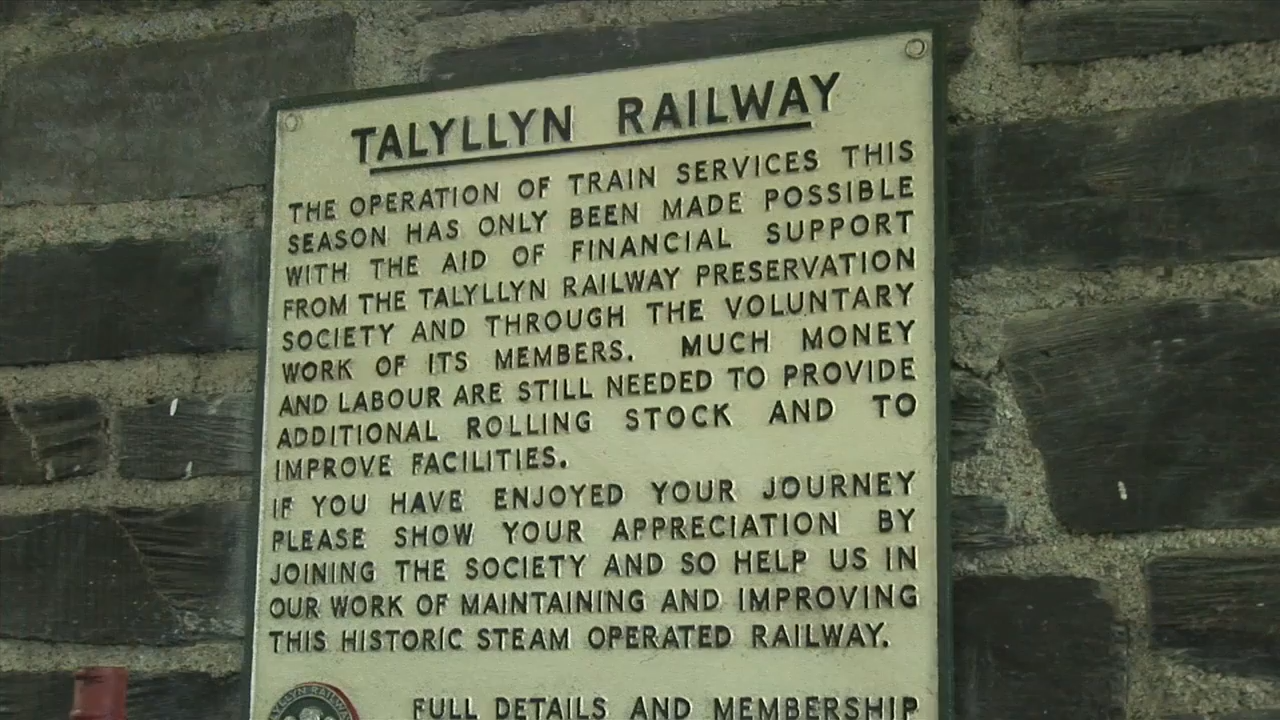 TALYLLYN RAILWAY
THE OPERATION OF TRAIN SERVICES THIS
SEASON HAS ONLY BEEN MADE POSSIBLE
WITH THE AID OF FINANCIAL SUPPORT
FROM THE TALYLLYN RAILWAY PRESERVATION
SOCIETY AND THROUGH THE VOLUNTARY
WORK OF ITS MEMBERS. MUCH MONEY
AND LABOUR ARE STILL NEEDED TO PROVIDE
ADDITIONAL ROLLING STOCK AND TO
IMPROVE FACILITIES.
IF YOU HAVE ENJOYED YOUR JOURNEY
PLEASE SHOW YOUR APPRECIATION BY
JOINING THE SOCIETY AND SO HELP US IN
OUR WORK OF MAINTAINING AND IMPROVING
THIS HISTORIC STEAM OPERATED RAILWAY.
FULL DETAILS AND MEMBERSHIP